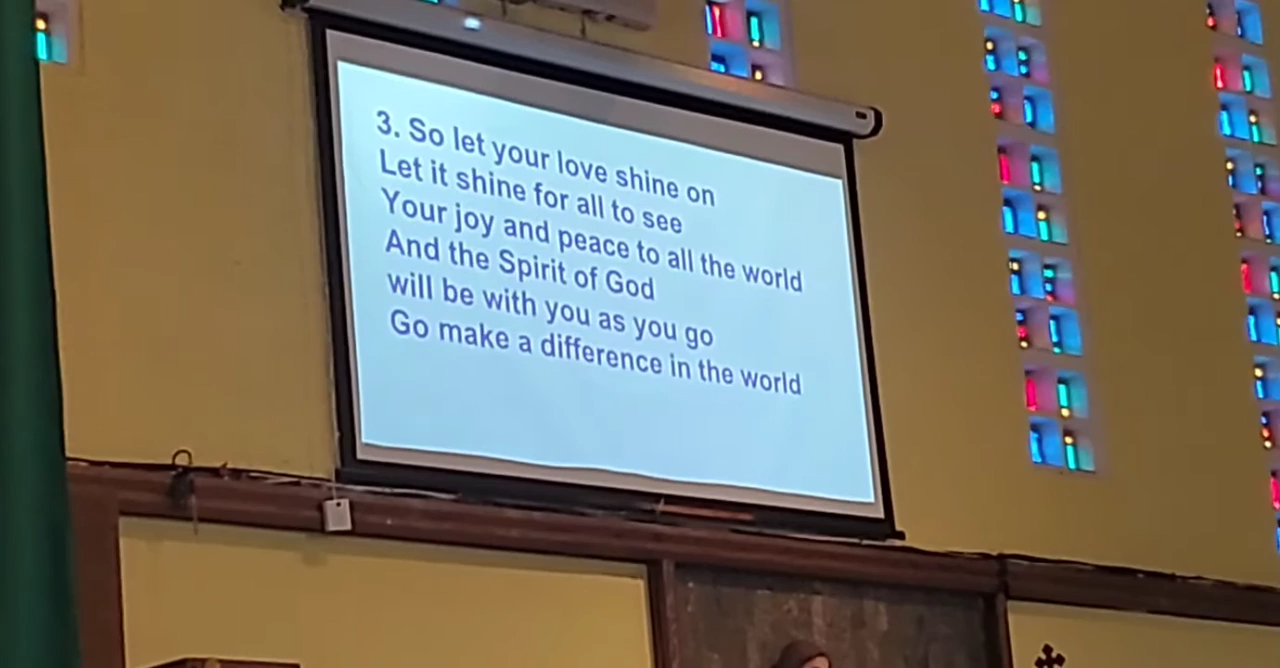 3. So let your love shine on
Let it shine for all to see
Your joy and peace to all the world
And the Spirit of God
will be with you as you go
Go make a difference in the world